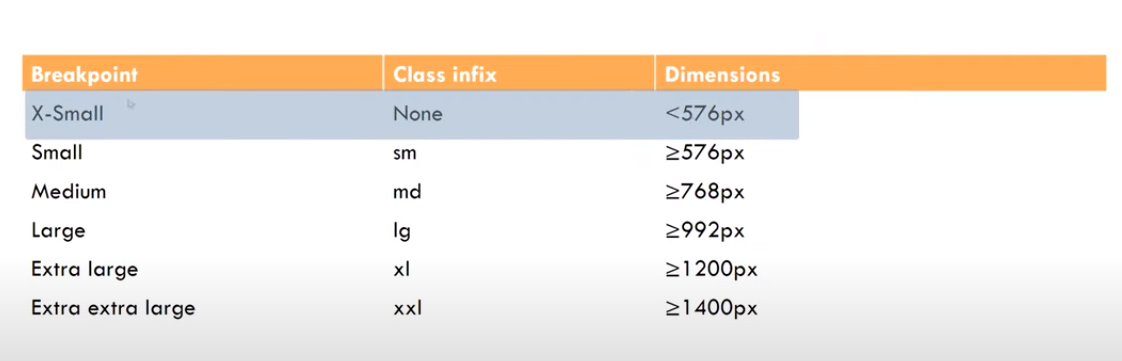 Breakpoint Class infix Dimensions
X-Small None <576px
Small sm ≥576px
Medium md ≥768px
Large lg ≥992px
Extra large xl ≥1200px
Extra extra large xxl ≥1400px